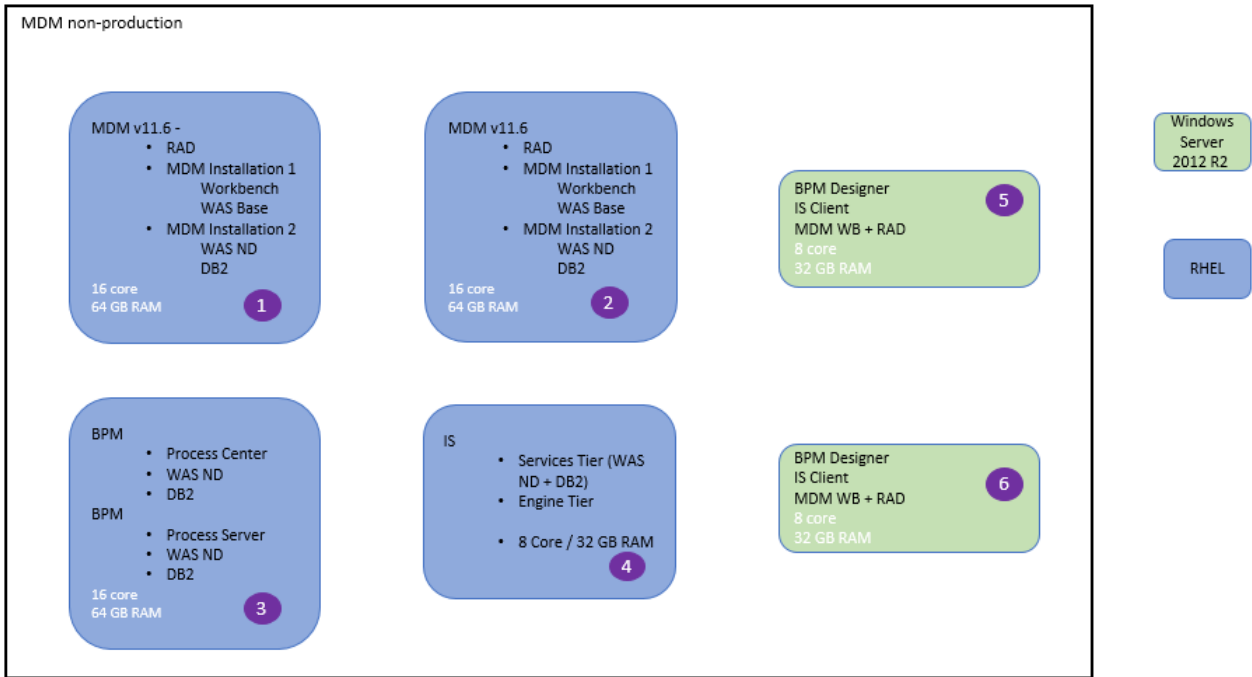 MDM non-production
MDM v11.6 -
• RAD
• MDM Installation 1
Workbench
WAS Base
• MDM Installation 2
WAS ND
DB2
16 core
64 GB RAM
1
MDM v11.6
• RAD
• MDM Installation 1
Workbench
WAS Base
• MDM Installation 2
WAS ND
DB2
16 core
64 GB RAM
2
BPM Designer
IS Client
MDM WB + RAD
8 core
32 GB RAM
5
Windows
Server
2012 R2
RHEL
BPM
• Process Center
• WAS ND
• DB2
BPM
• Process Server
• WAS ND
• DB2
16 core
64 GB RAM
3
IS
• Services Tier (WAS
ND + DB2)
• Engine Tier
• 8 Core / 32 GB RAM
4
BPM Designer
IS Client
MDM WB + RAD
8 core
32 GB RAM
6